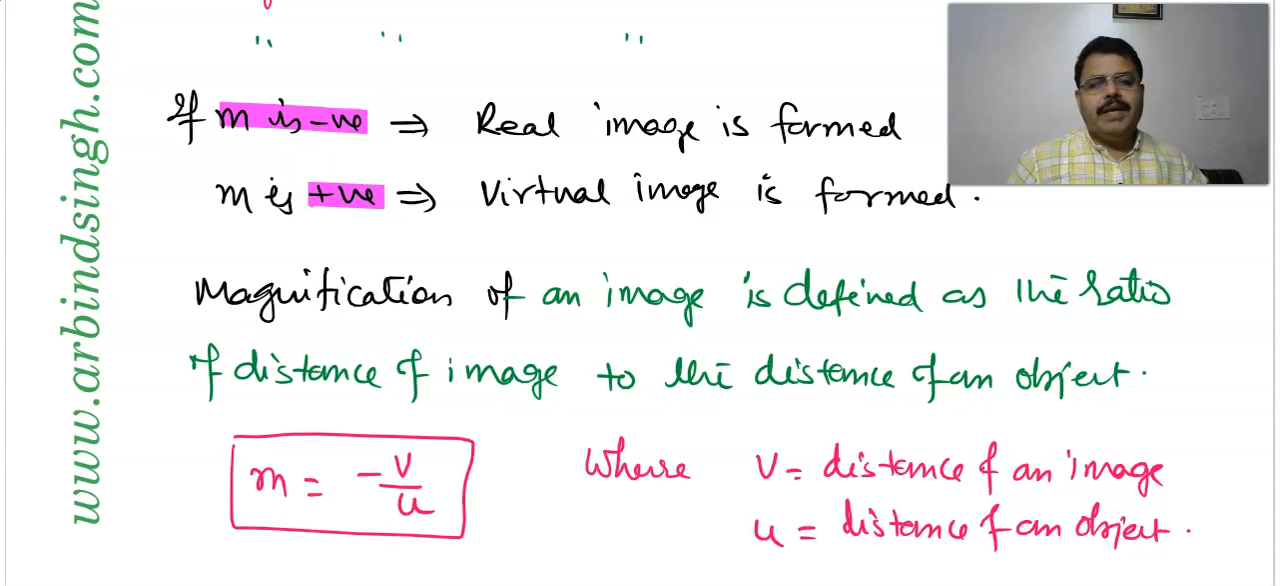 www.arbindsingh.com
" " "
If m is -ve ⇒ Real image is formed
m is +ve ⇒ Virtual image is formed.
Magnification of an image is defined as the ratio
of distance of image to the distance of an object.
m = -v/u
Where v = distance of an image
u = distance of an object.